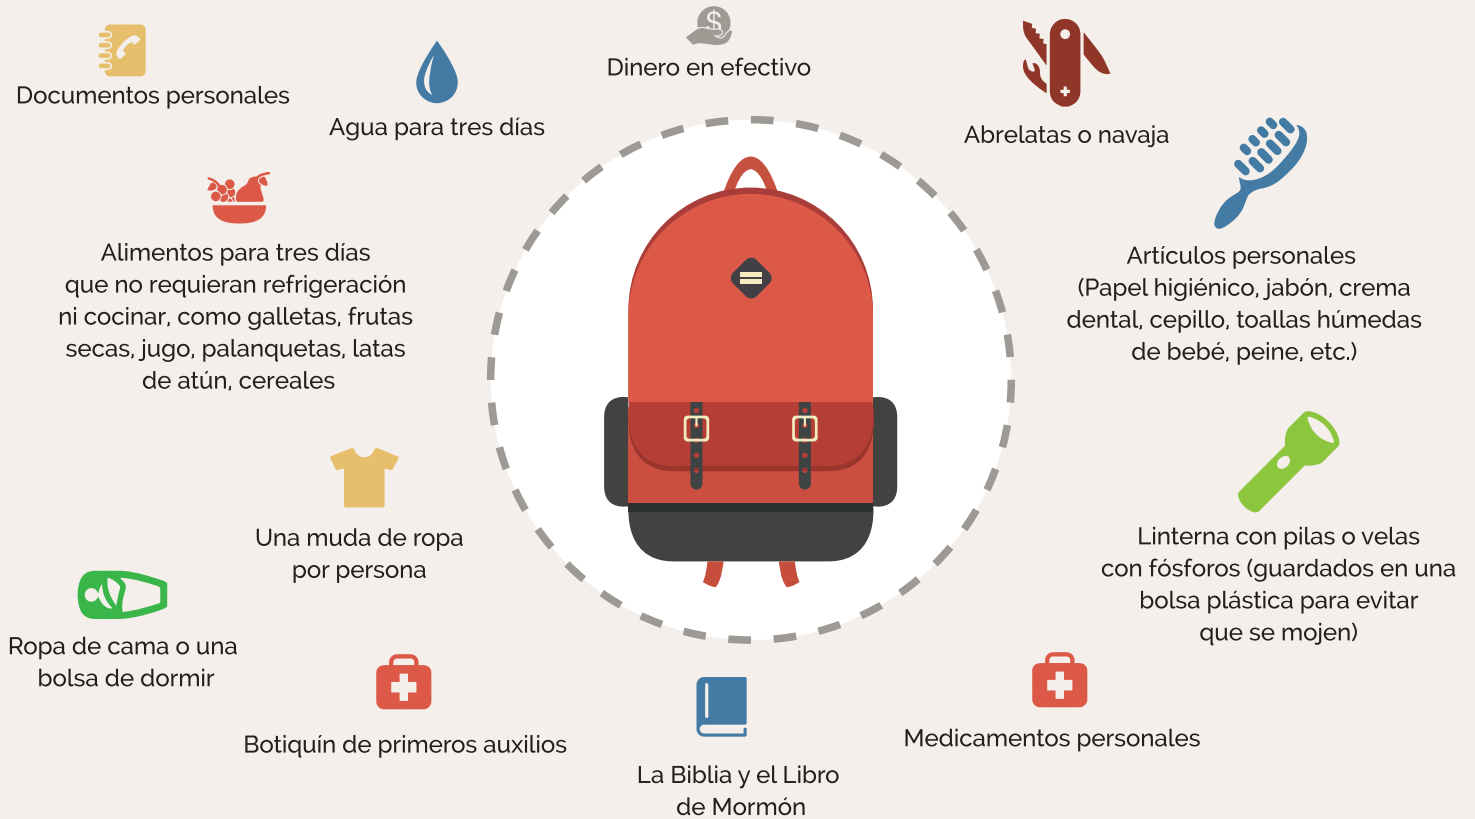 Documentos personales
Agua para tres días
Dinero en efectivo
Abrelatas o navaja
Alimentos para tres días
que no requieran refrigeración
ni cocinar, como galletas, frutas
secas, jugo, palanquetas, latas
de atún, cereales
Artículos personales
(Papel higiénico, jabón, crema
dental, cepillo, toallas húmedas
de bebé, peine, etc.)
Una muda de ropa
por persona
Linterna con pilas o velas
con fósforos (guardados en una
bolsa plástica para evitar
que se mojen)
Ropa de cama o una
bolsa de dormir
Botiquín de primeros auxilios
La Biblia y el Libro
de Mormón
Medicamentos personales